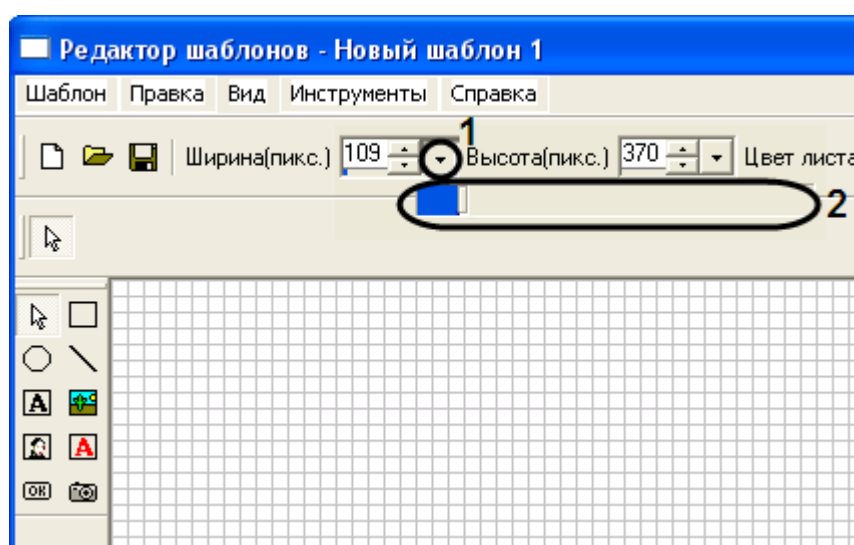 Редактор шаблонов - Новый шаблон 1
Шаблон Правка Вид Инструменты Справка
1
Ширина(пикс.) 109 Высота(пикс.) 370 Цвет листа
2
A
A
OK